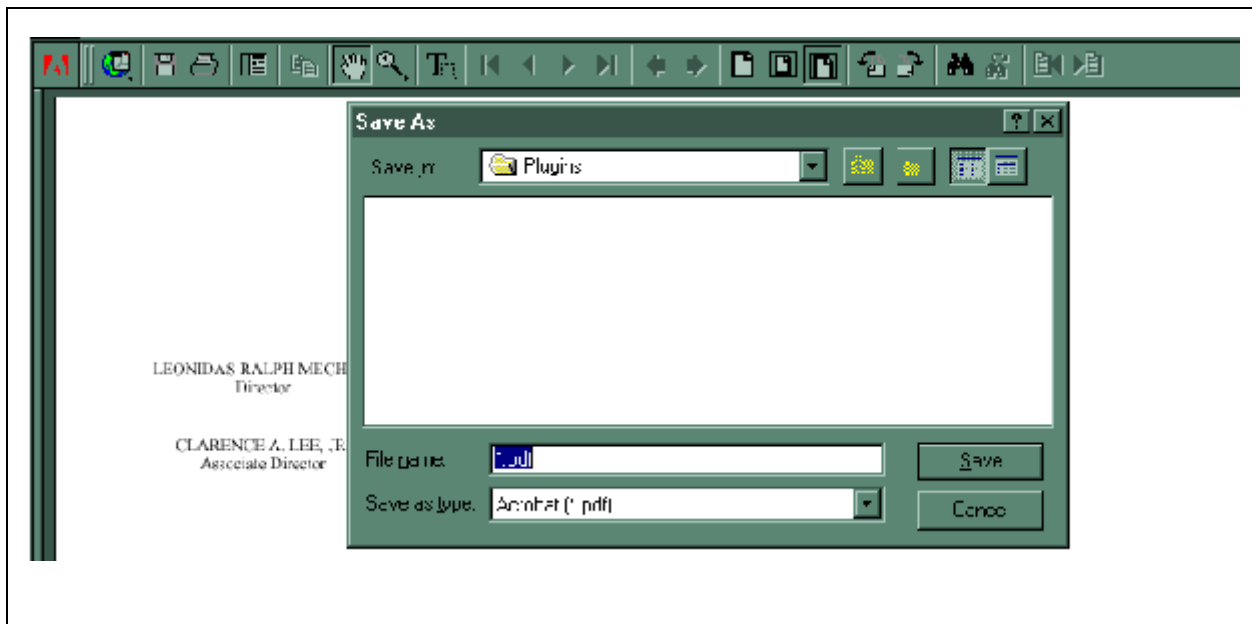 Save As
Save in:
Plugins
LEONIDAS RALPH MECH
Director
CLARENCE A. LEE, JR.
Associate Director
File name:
*.pdf
Save
Save as type:
Acrobat (*.pdf)
Cancel